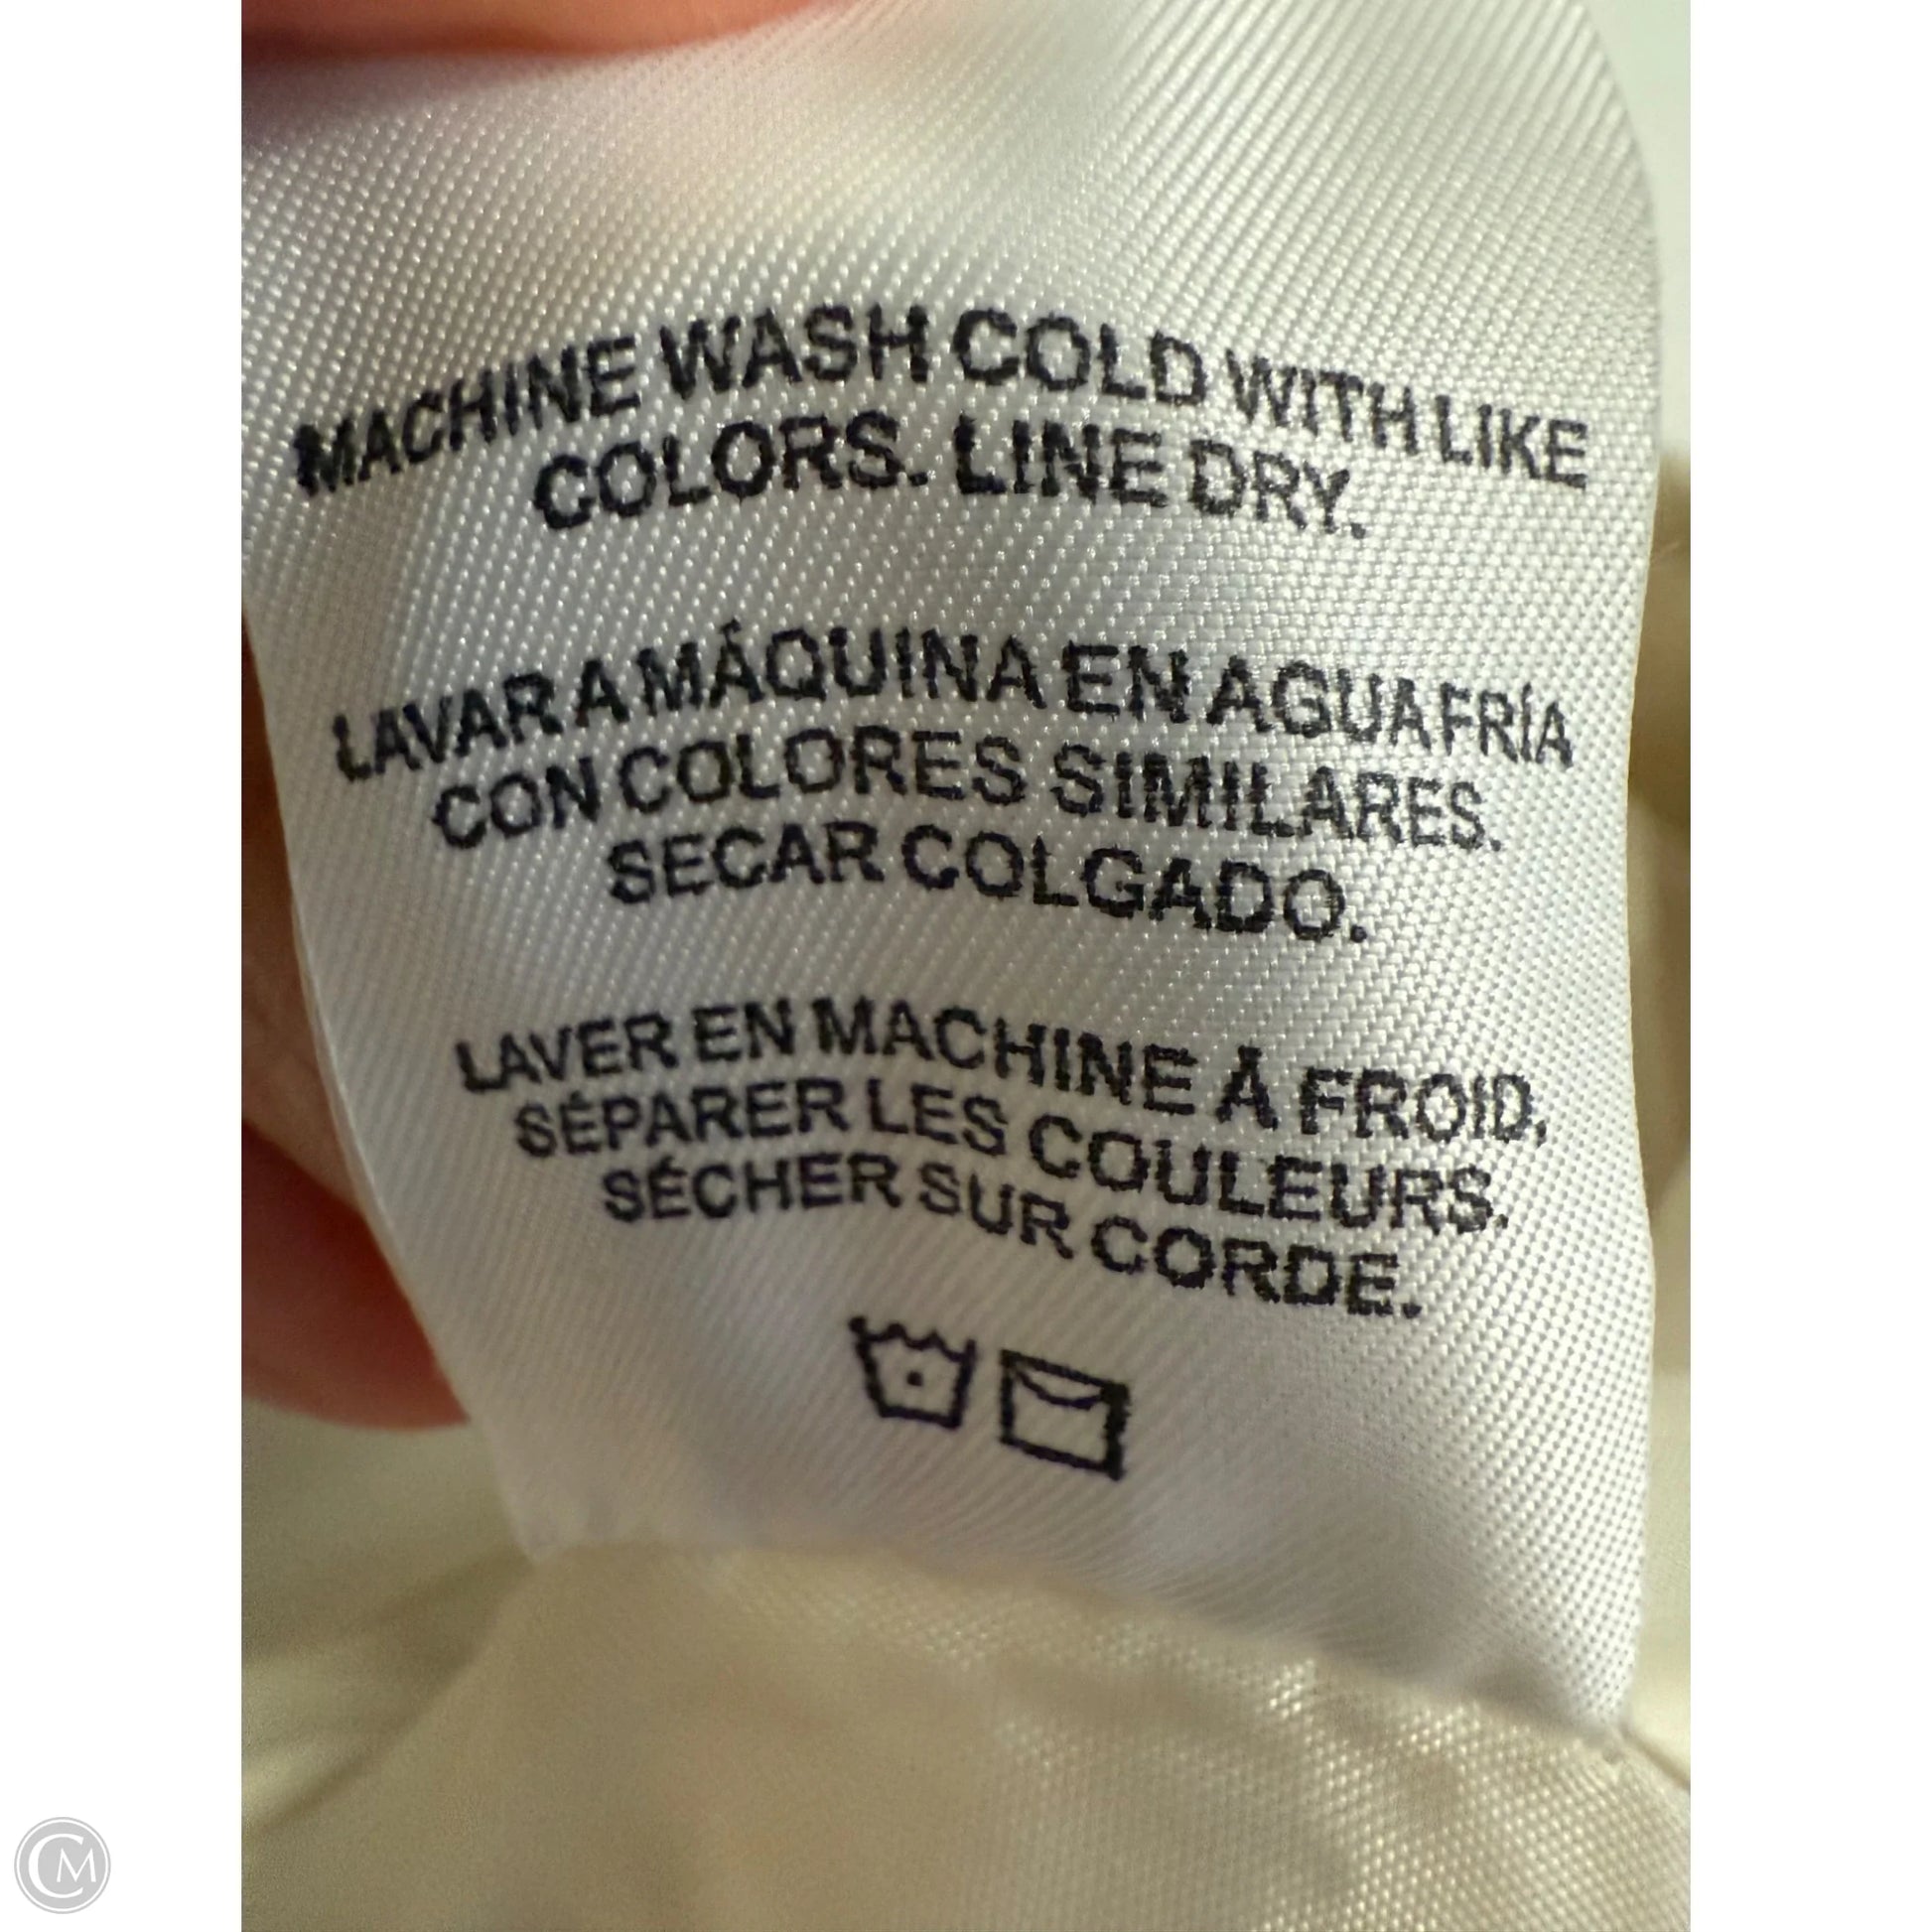 MACHINE WASH COLD WITH LIKE
COLORS. LINE DRY.
LAVAR A MÁQUINA EN AGUA FRÍA
CON COLORES SIMILARES.
SECAR COLGADO.
LAVER EN MACHINE À FROID,
SÉPARER LES COULEURS.
SÉCHER SUR CORDE.
CM